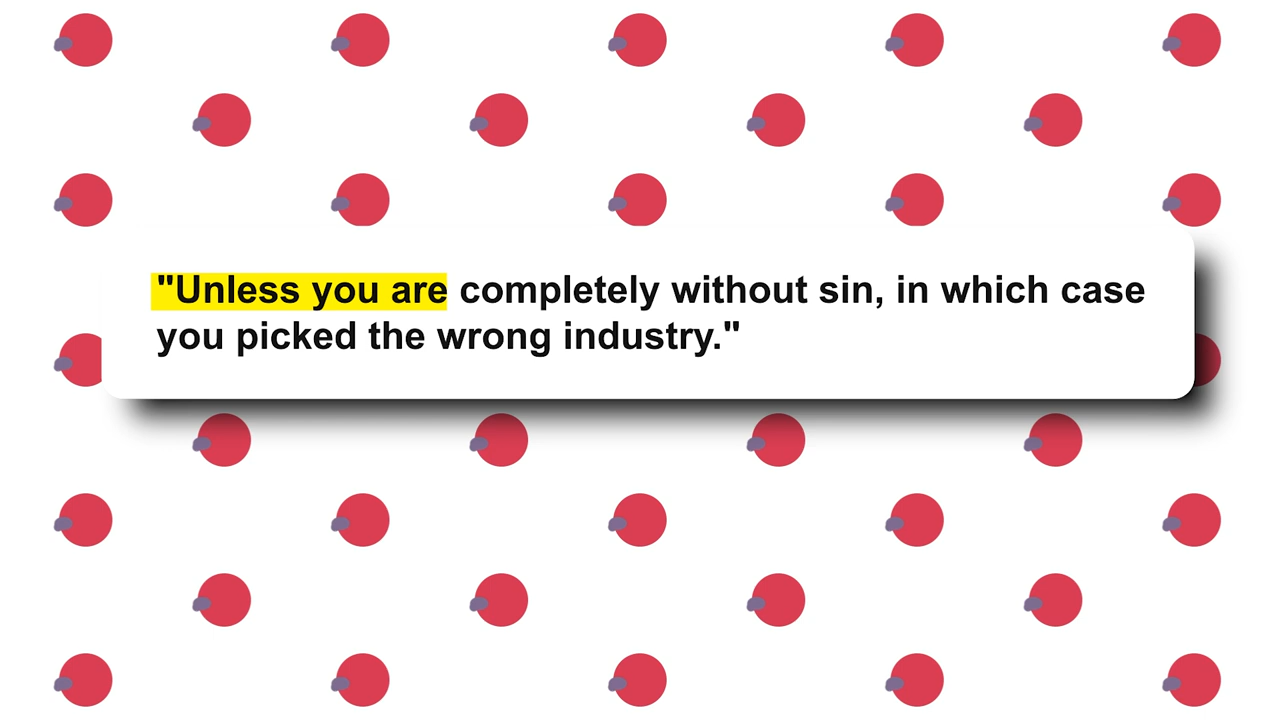 "Unless you are completely without sin, in which case
you picked the wrong industry."